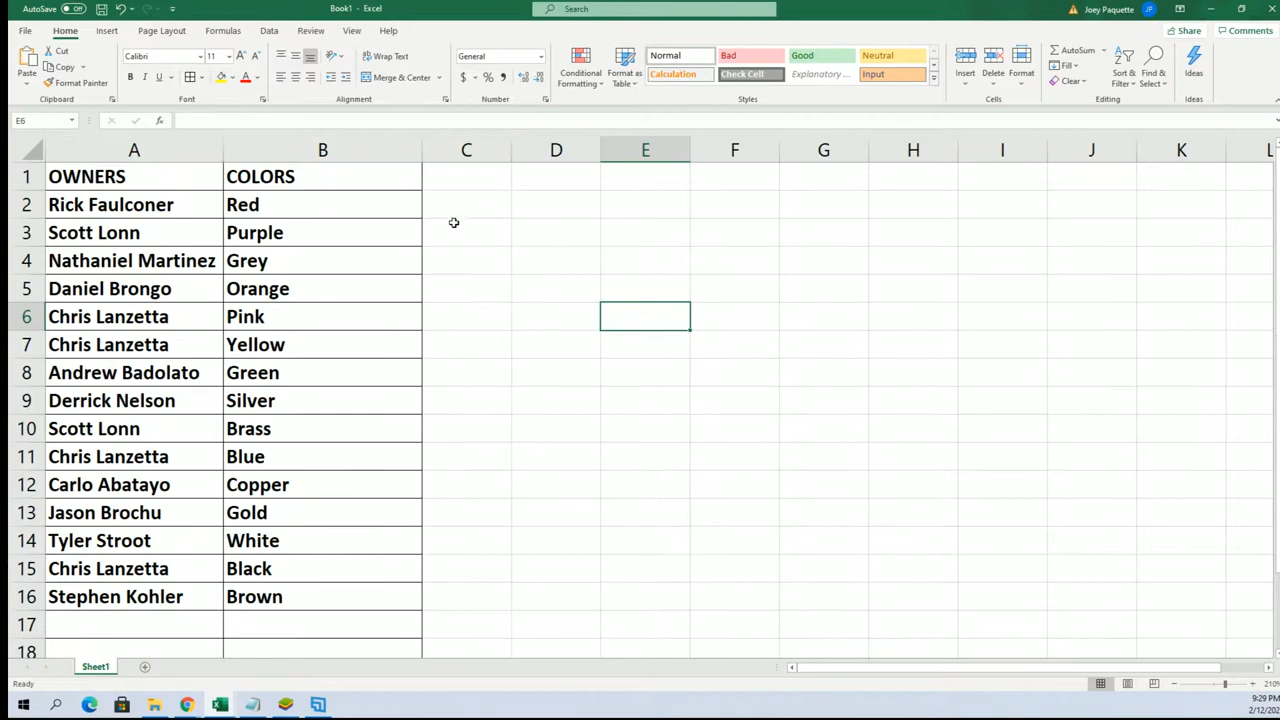 AutoSave Off Book1 - Excel Search Joey Paquette JP
File Home Insert Page Layout Formulas Data Review View Help Share Comments
Paste Cut Copy Format Painter Clipboard
Calibri 11 B I U A Font
Wrap Text Merge & Center Alignment
General $ % , Number
Conditional Formatting Format as Table Normal Bad Good Neutral Calculation Check Cell Explanatory ... Input Styles
Insert Delete Format Cells
AutoSum Fill Clear Sort & Filter Find & Select Editing
Ideas Ideas
E6 fx
A B C D E F G H I J K L
1 OWNERS COLORS
2 Rick Faulconer Red
3 Scott Lonn Purple
4 Nathaniel Martinez Grey
5 Daniel Brongo Orange
6 Chris Lanzetta Pink
7 Chris Lanzetta Yellow
8 Andrew Badolato Green
9 Derrick Nelson Silver
10 Scott Lonn Brass
11 Chris Lanzetta Blue
12 Carlo Abatayo Copper
13 Jason Brochu Gold
14 Tyler Stroot White
15 Chris Lanzetta Black
16 Stephen Kohler Brown
17
18
Sheet1
Ready 210%
9:29 PM
2/12/202